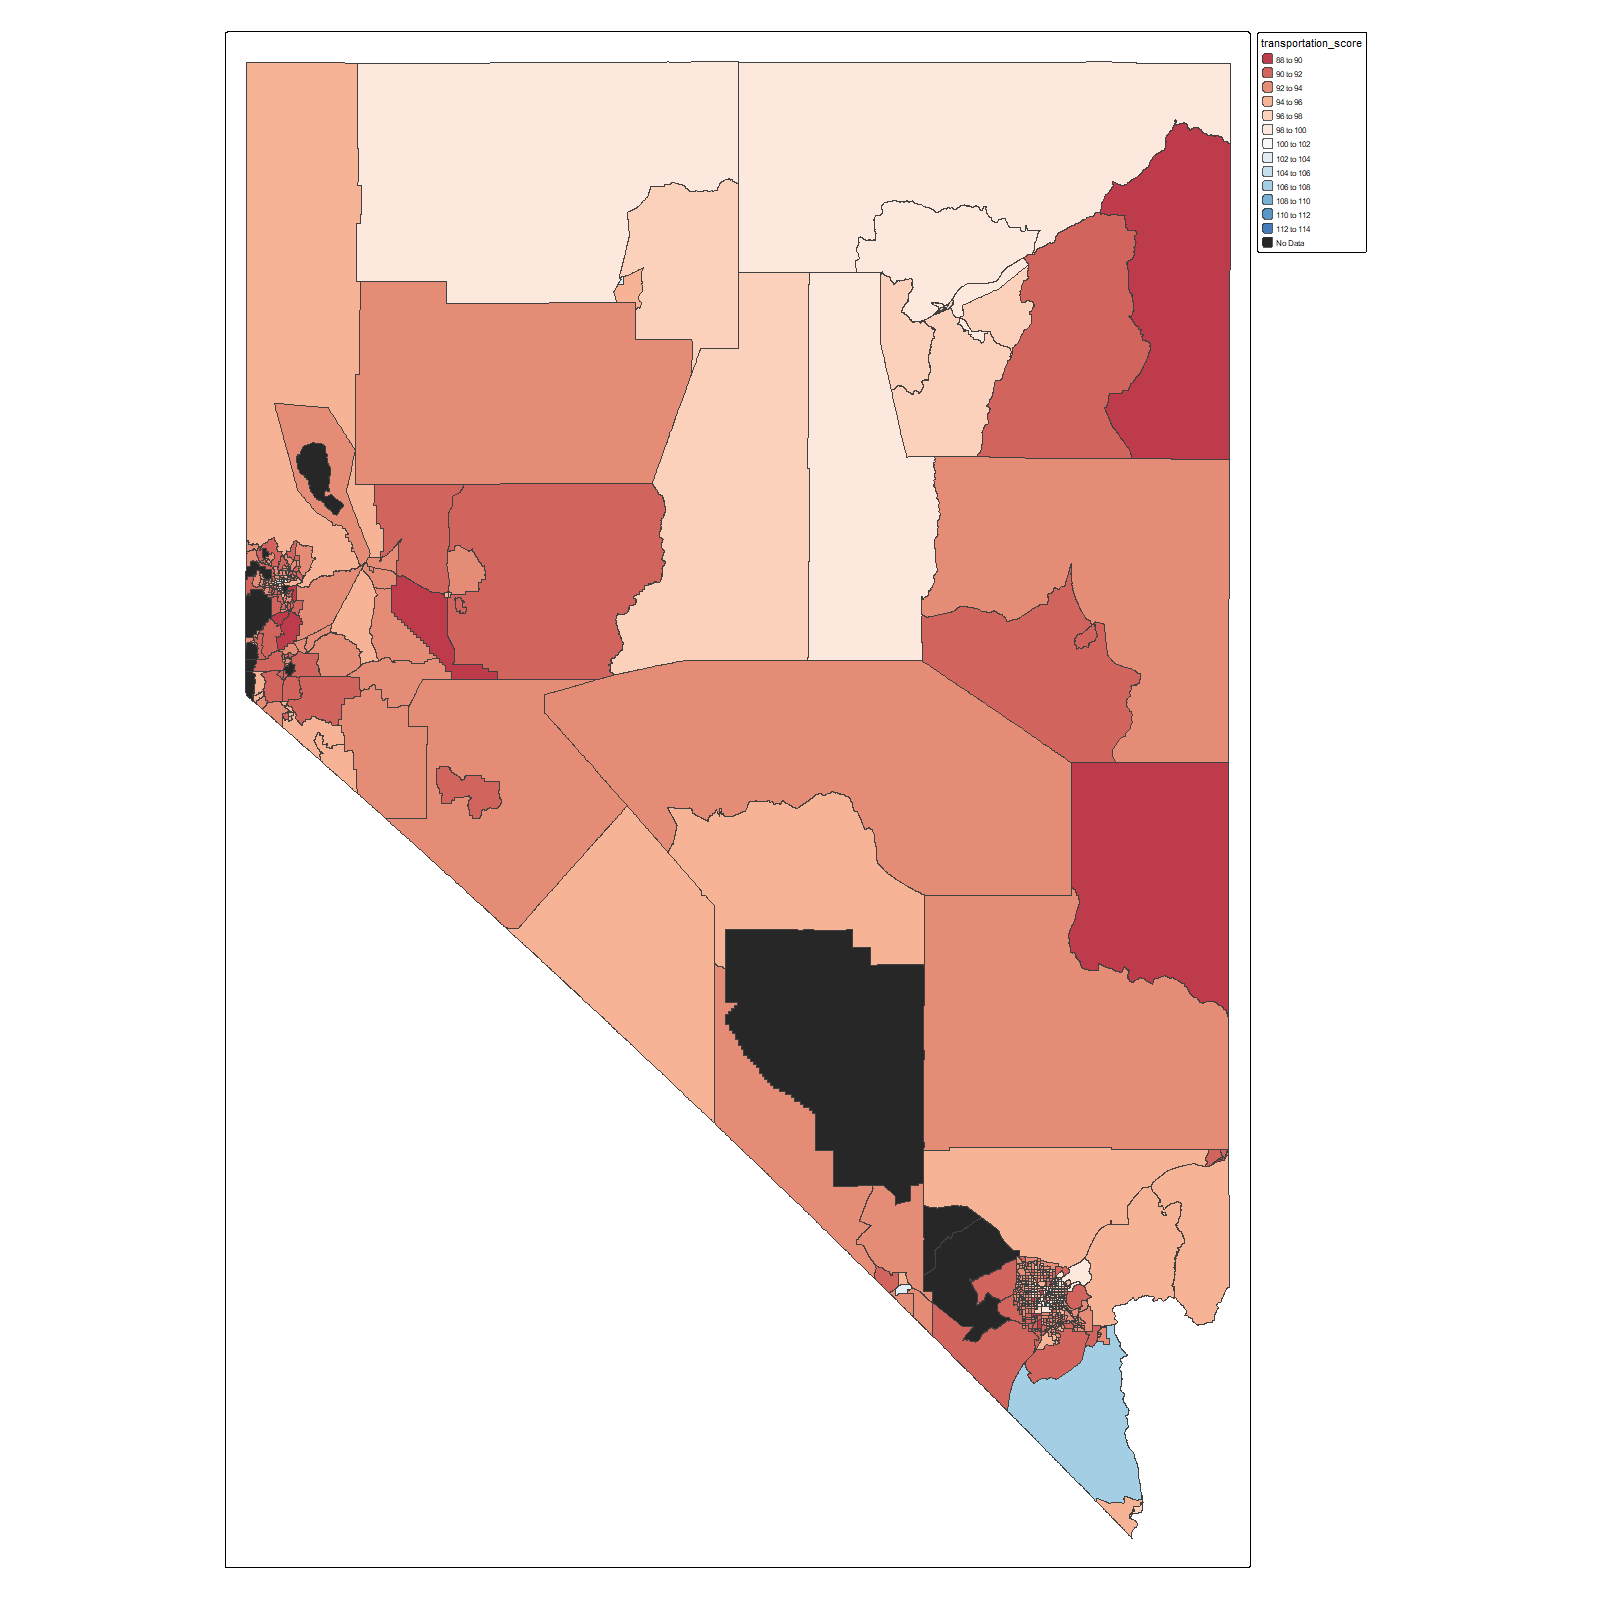 transportation_score
88 to 90
90 to 92
92 to 94
94 to 96
96 to 98
98 to 100
100 to 102
102 to 104
104 to 106
106 to 108
108 to 110
110 to 112
112 to 114
No Data